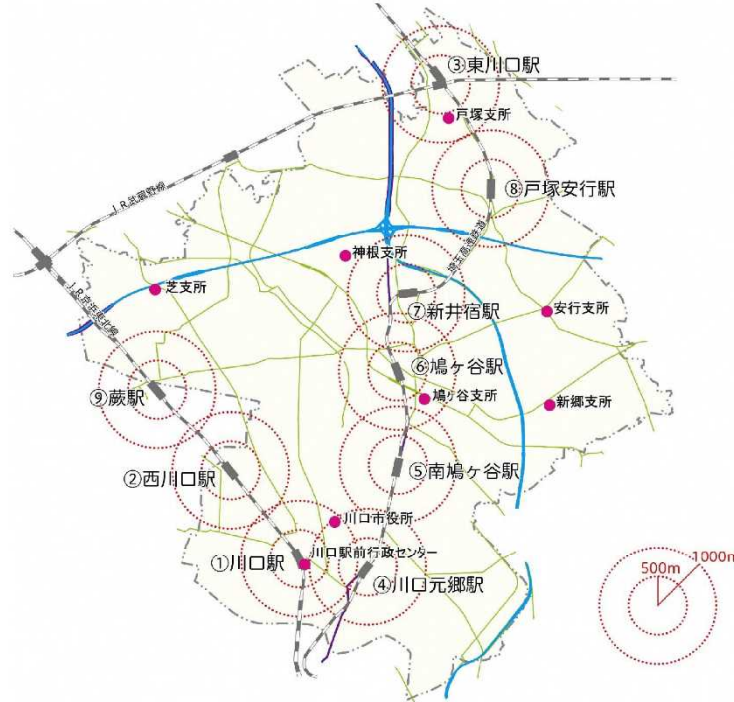 ③東川口駅
戸塚支所
⑧戸塚安行駅
JR武蔵野線
埼玉高速鉄道
神根支所
芝支所
JR京浜東北線
⑦新井宿駅
安行支所
⑥鳩ヶ谷駅
鳩ヶ谷支所
新郷支所
⑨蕨駅
②西川口駅
⑤南鳩ヶ谷駅
川口市役所
①川口駅
川口駅前行政センター
④川口元郷駅
1000m
500m